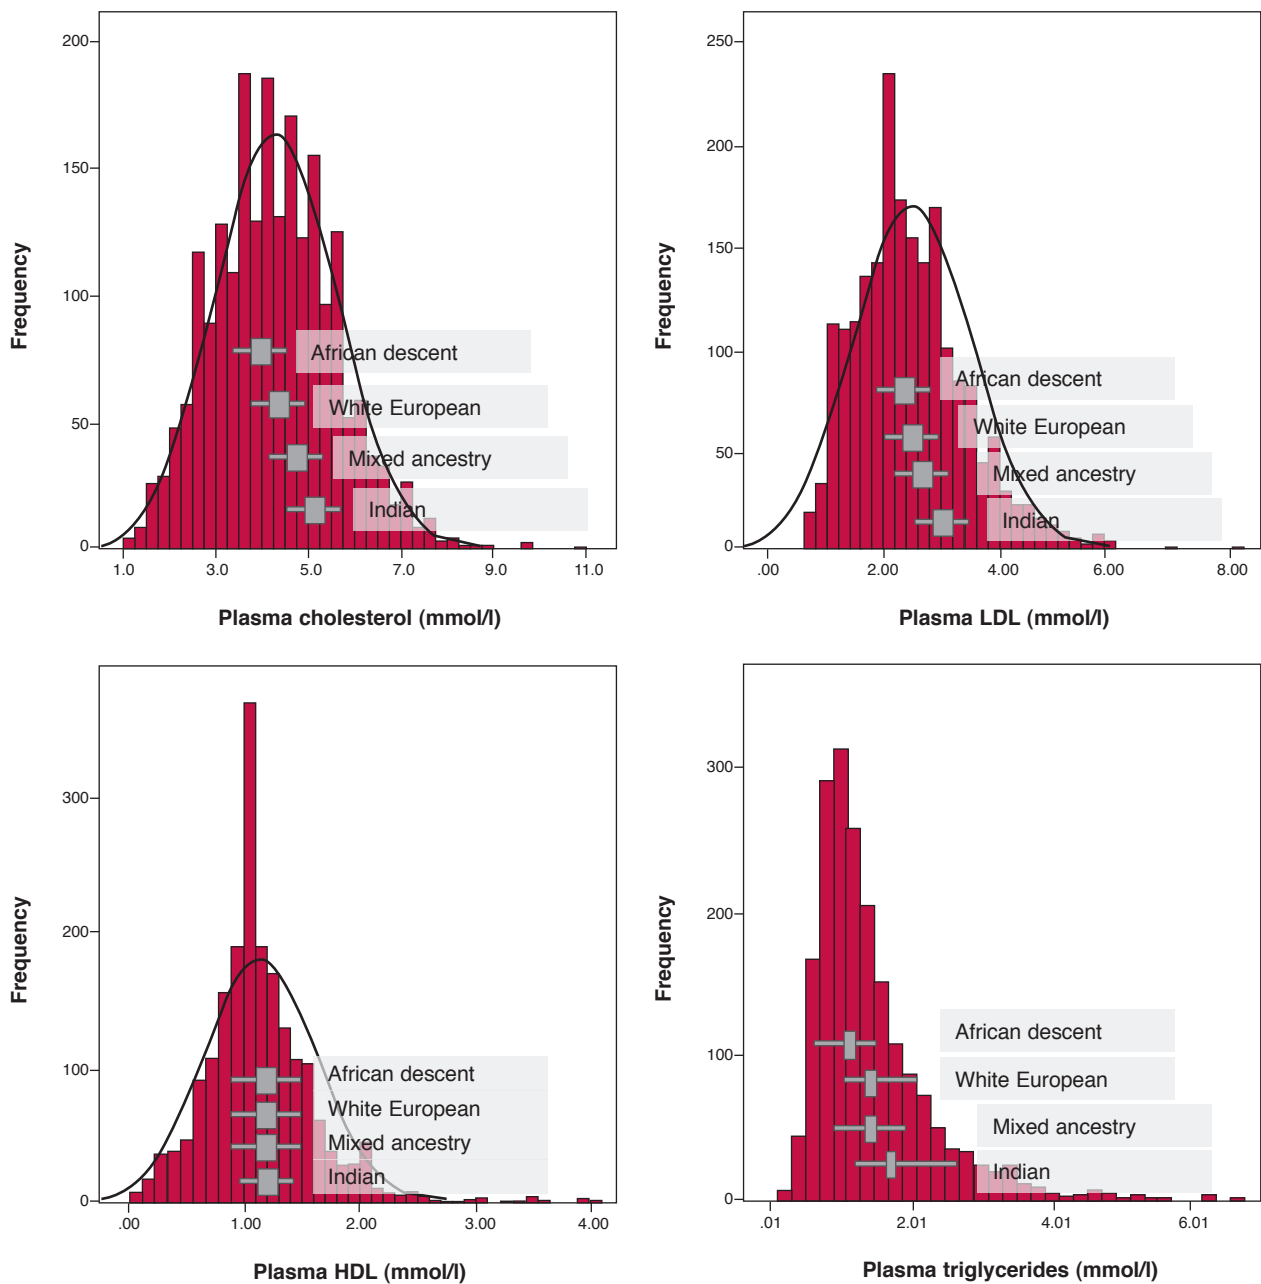 200
150
100
50
0
Frequency
African descent
White European
Mixed ancestry
Indian
1.0 3.0 5.0 7.0 9.0 11.0
Plasma cholesterol (mmol/l)
250
200
150
100
50
0
Frequency
African descent
White European
Mixed ancestry
Indian
.00 2.00 4.00 6.00 8.00
Plasma LDL (mmol/l)
300
200
100
0
Frequency
African descent
White European
Mixed ancestry
Indian
.00 1.00 2.00 3.00 4.00
Plasma HDL (mmol/l)
300
200
100
0
Frequency
African descent
White European
Mixed ancestry
Indian
.01 2.01 4.01 6.01
Plasma triglycerides (mmol/l)